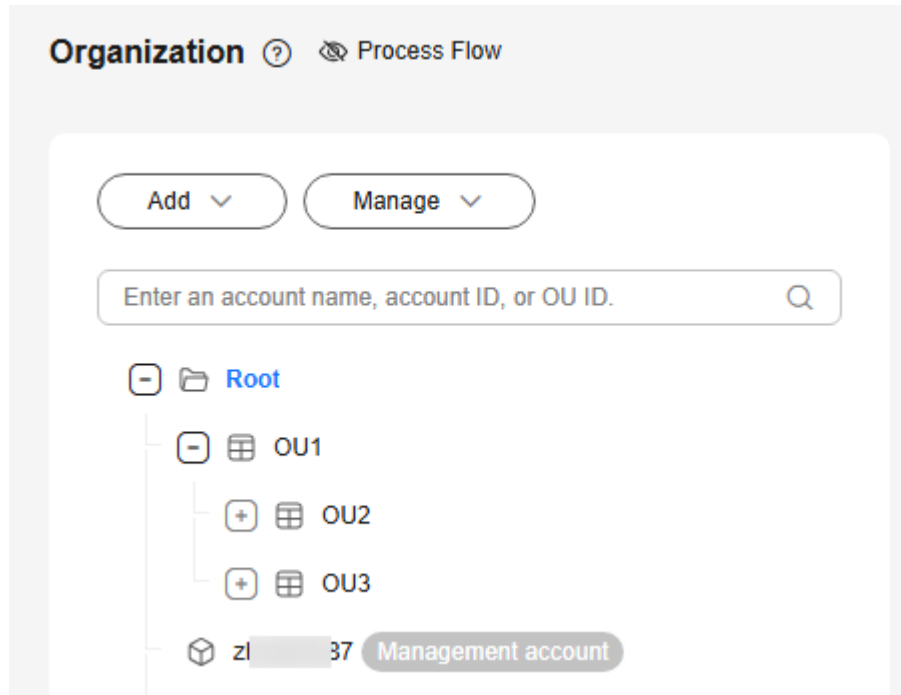 Organization ? Process Flow
Add Manage
Enter an account name, account ID, or OU ID.
Root
OU1
OU2
OU3
Management account